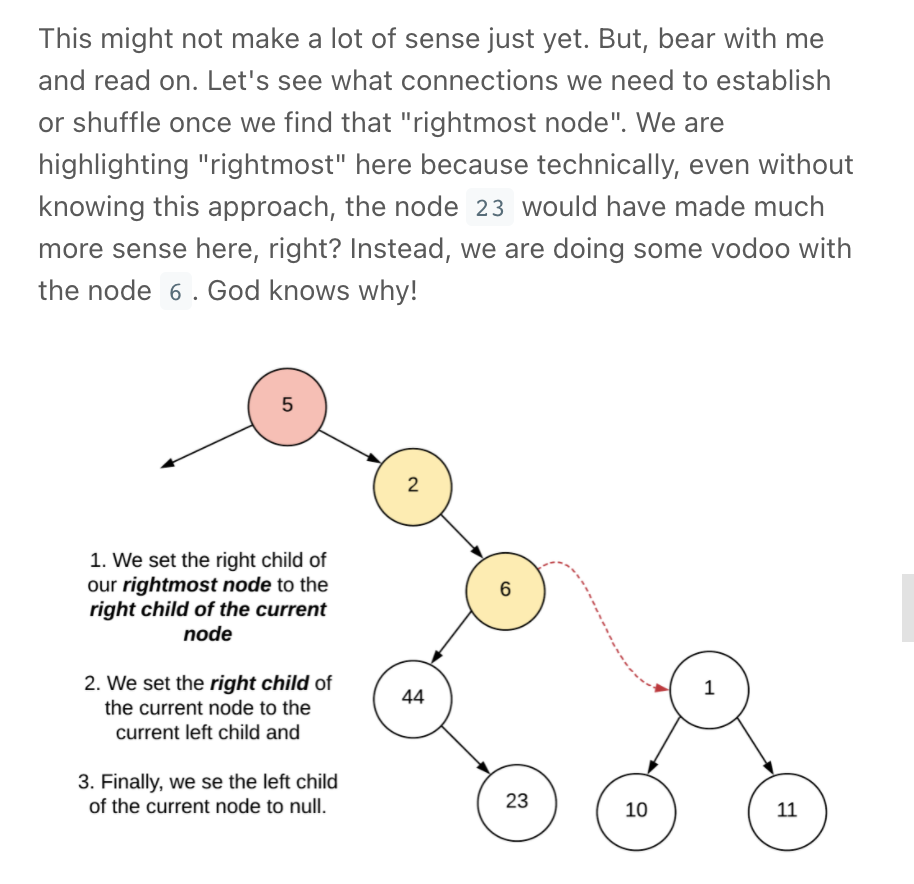 This might not make a lot of sense just yet. But, bear with me
and read on. Let's see what connections we need to establish
or shuffle once we find that "rightmost node". We are
highlighting "rightmost" here because technically, even without
knowing this approach, the node 23 would have made much
more sense here, right? Instead, we are doing some vodoo with
the node 6 . God knows why!
5
2
1. We set the right child of
our rightmost node to the
right child of the current
node
6
2. We set the right child of
the current node to the
current left child and
44
1
3. Finally, we se the left child
of the current node to null.
23
10
11